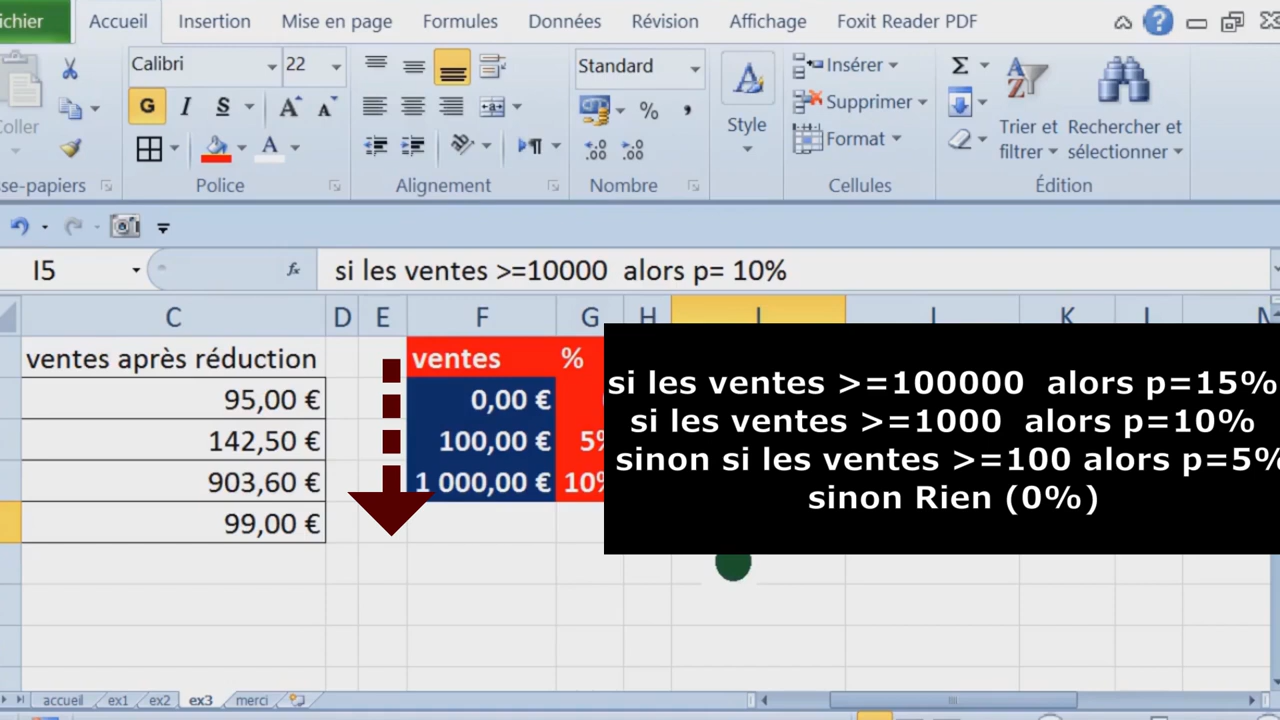 ichier Accueil Insertion Mise en page Formules Données Révision Affichage Foxit Reader PDF
Calibri 22 Standard Insérer
G I S A A % Supprimer
Coller Style Format Trier et Rechercher et
filtrer sélectionner
se-papiers Police Alignement Nombre Cellules Édition
I5 fx si les ventes >=10000 alors p= 10%
C D E F G H I J K L
ventes après réduction ventes %
95,00 € 0,00 €
142,50 € 100,00 € 5%
903,60 € 1 000,00 € 10%
99,00 €
si les ventes >=100000 alors p=15%
si les ventes >=1000 alors p=10%
sinon si les ventes >=100 alors p=5%
sinon Rien (0%)
accueil ex1 ex2 ex3 merci